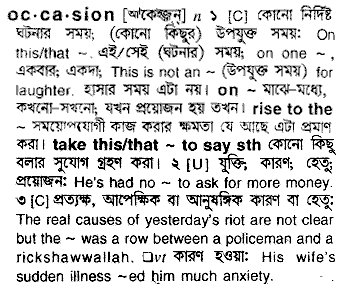 oc·ca·sion [অ্যাকেইজ্‌ন্] n ১ [C] কোনো নির্দিষ্ট
ঘটনার সময়; (কোনো কিছুর) উপযুক্ত সময়: On
this/that ~. এই/সেই (ঘটনার) সময়; on one ~,
একবার; একদা; This is not an ~ (উপযুক্ত সময়) for
laughter. হাসার সময় এটা নয়। on ~ মাঝে-মধ্যে,
কখনো-সখনো; যখন প্রয়োজন হয় তখন। rise to the
~ সময়োপযোগী কাজ করার ক্ষমতা যে আছে এটা প্রমাণ
করা। take this/that ~ to say sth কোনো কিছু
বলার সুযোগ গ্রহণ করা। ২ [U] যুক্তি; কারণ; হেতু;
প্রয়োজন: He's had no ~ to ask for more money.
৩ [C] প্রত্যক্ষ, আপেক্ষিক বা আনুষঙ্গিক কারণ বা হেতু:
The real causes of yesterday's riot are not clear
but the ~ was a row between a policeman and a
rickshawwallah. □vt কারণ হওয়া: His wife's
sudden illness ~ed him much anxiety.